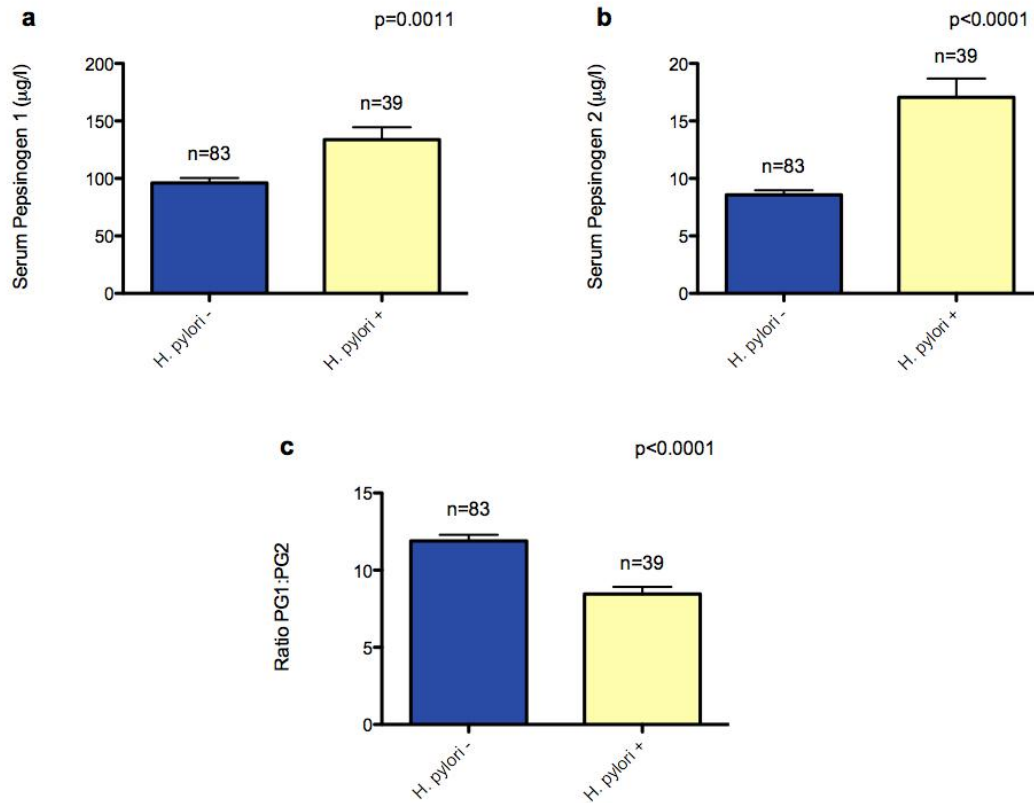 a
p=0.0011
Serum Pepsinogen 1 (µg/l)
200
150
100
50
0
n=83
n=39
H. pylori -
H. pylori +
b
p<0.0001
Serum Pepsinogen 2 (µg/l)
20
15
10
5
0
n=83
n=39
H. pylori -
H. pylori +
c
p<0.0001
Ratio PG1:PG2
15
10
5
0
n=83
n=39
H. pylori -
H. pylori +